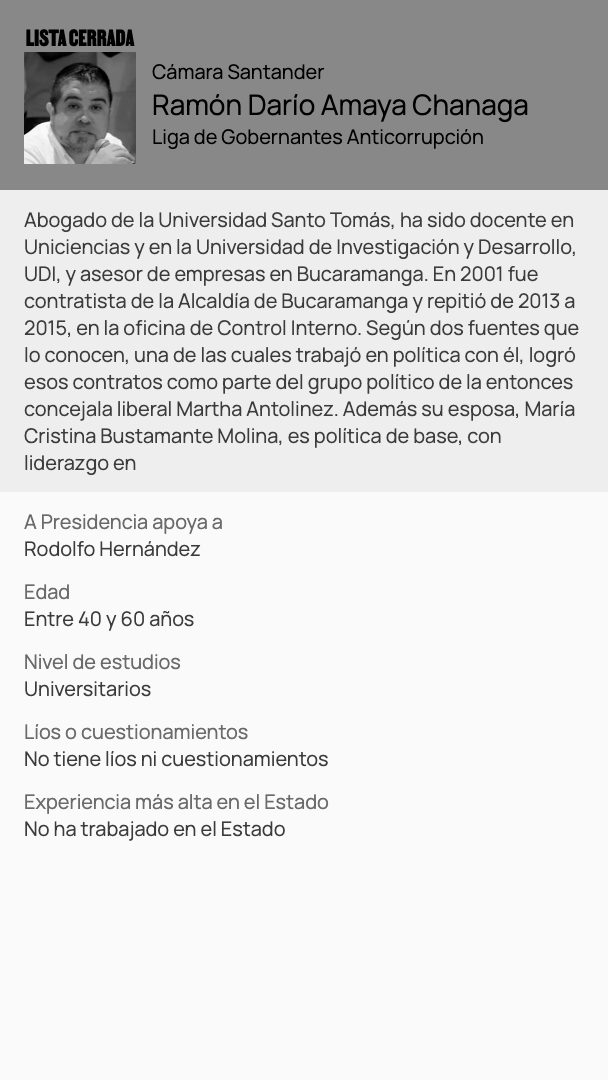 LISTA CERRADA
Cámara Santander
Ramón Darío Amaya Chanaga
Liga de Gobernantes Anticorrupción
Abogado de la Universidad Santo Tomás, ha sido docente en
Uniciencias y en la Universidad de Investigación y Desarrollo,
UDI, y asesor de empresas en Bucaramanga. En 2001 fue
contratista de la Alcaldía de Bucaramanga y repitió de 2013 a
2015, en la oficina de Control Interno. Según dos fuentes que
lo conocen, una de las cuales trabajó en política con él, logró
esos contratos como parte del grupo político de la entonces
concejala liberal Martha Antolinez. Además su esposa, María
Cristina Bustamante Molina, es política de base, con
liderazgo en
A Presidencia apoya a
Rodolfo Hernández
Edad
Entre 40 y 60 años
Nivel de estudios
Universitarios
Líos o cuestionamientos
No tiene líos ni cuestionamientos
Experiencia más alta en el Estado
No ha trabajado en el Estado